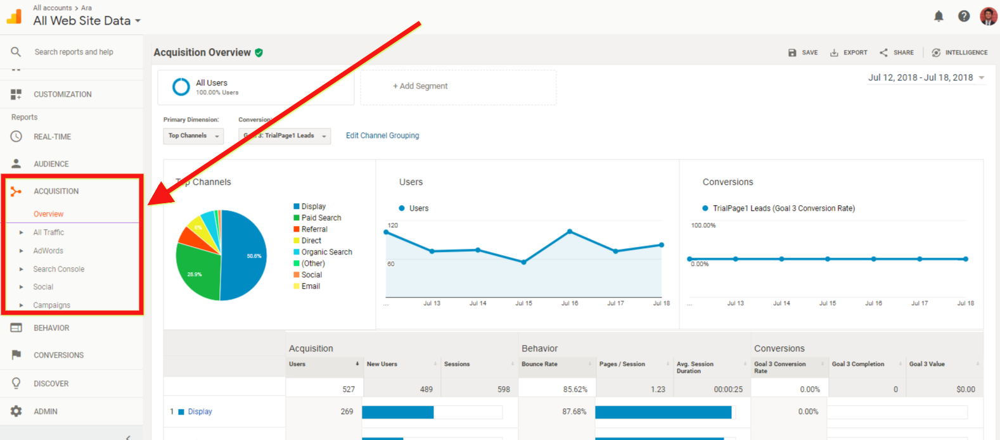 All accounts > Ara
All Web Site Data
Search reports and help
CUSTOMIZATION
Reports
REAL-TIME
AUDIENCE
ACQUISITION
Overview
All Traffic
AdWords
Search Console
Social
Campaigns
BEHAVIOR
CONVERSIONS
DISCOVER
ADMIN
Acquisition Overview
SAVE EXPORT SHARE INTELLIGENCE
All Users
100.00% Users
+ Add Segment
Jul 12, 2018 - Jul 18, 2018
Primary Dimension: Conversion:
Top Channels Goal 3: TrialPage1 Leads Edit Channel Grouping
Top Channels
Display
Paid Search
Referral
Direct
Organic Search
(Other)
Social
Email
50.6%
28.9%
8%
Users
Users
120
60
... Jul 13 Jul 14 Jul 15 Jul 16 Jul 17 Jul 18
Conversions
TrialPage1 Leads (Goal 3 Conversion Rate)
100.00%
0.00%
... Jul 13 Jul 14 Jul 15 Jul 16 Jul 17 Jul 18
Acquisition Behavior Conversions
Users New Users Sessions Bounce Rate Pages / Session Avg. Session Duration Goal 3 Conversion Rate Goal 3 Completion Goal 3 Value
527 489 598 85.62% 1.23 00:00:25 0.00% 0 $0.00
1 Display 269 87.68% 0.00%